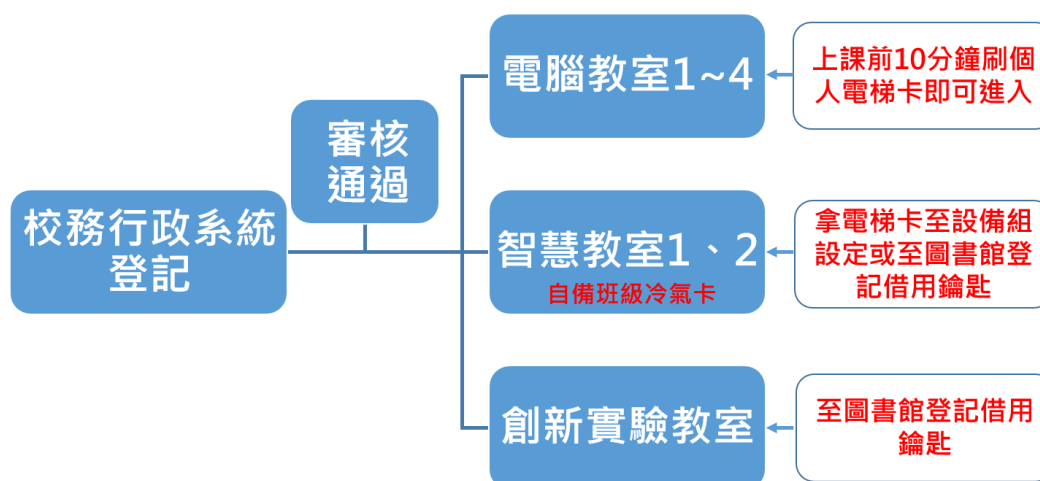 校務行政系統
登記
審核
通過
電腦教室1~4
上課前10分鐘刷個
人電梯卡即可進入
智慧教室1、2
自備班級冷氣卡
拿電梯卡至設備組
設定或至圖書館登
記借用鑰匙
創新實驗教室
至圖書館登記借用
鑰匙